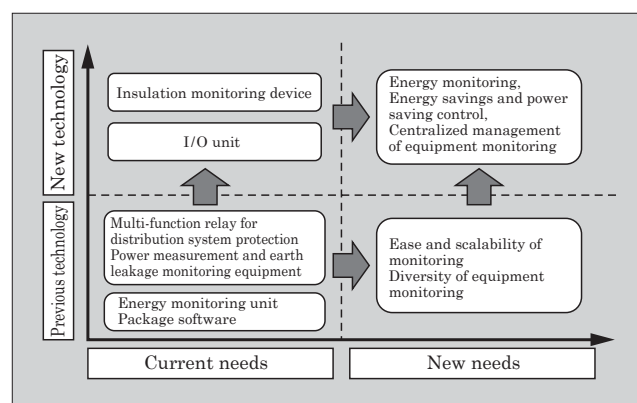 New technology
Insulation monitoring device
I/O unit
Energy monitoring,
Energy savings and power
saving control,
Centralized management
of equipment monitoring
Previous technology
Multi-function relay for
distribution system protection
Power measurement and earth
leakage monitoring equipment
Energy monitoring unit
Package software
Ease and scalability of
monitoring
Diversity of equipment
monitoring
Current needs
New needs